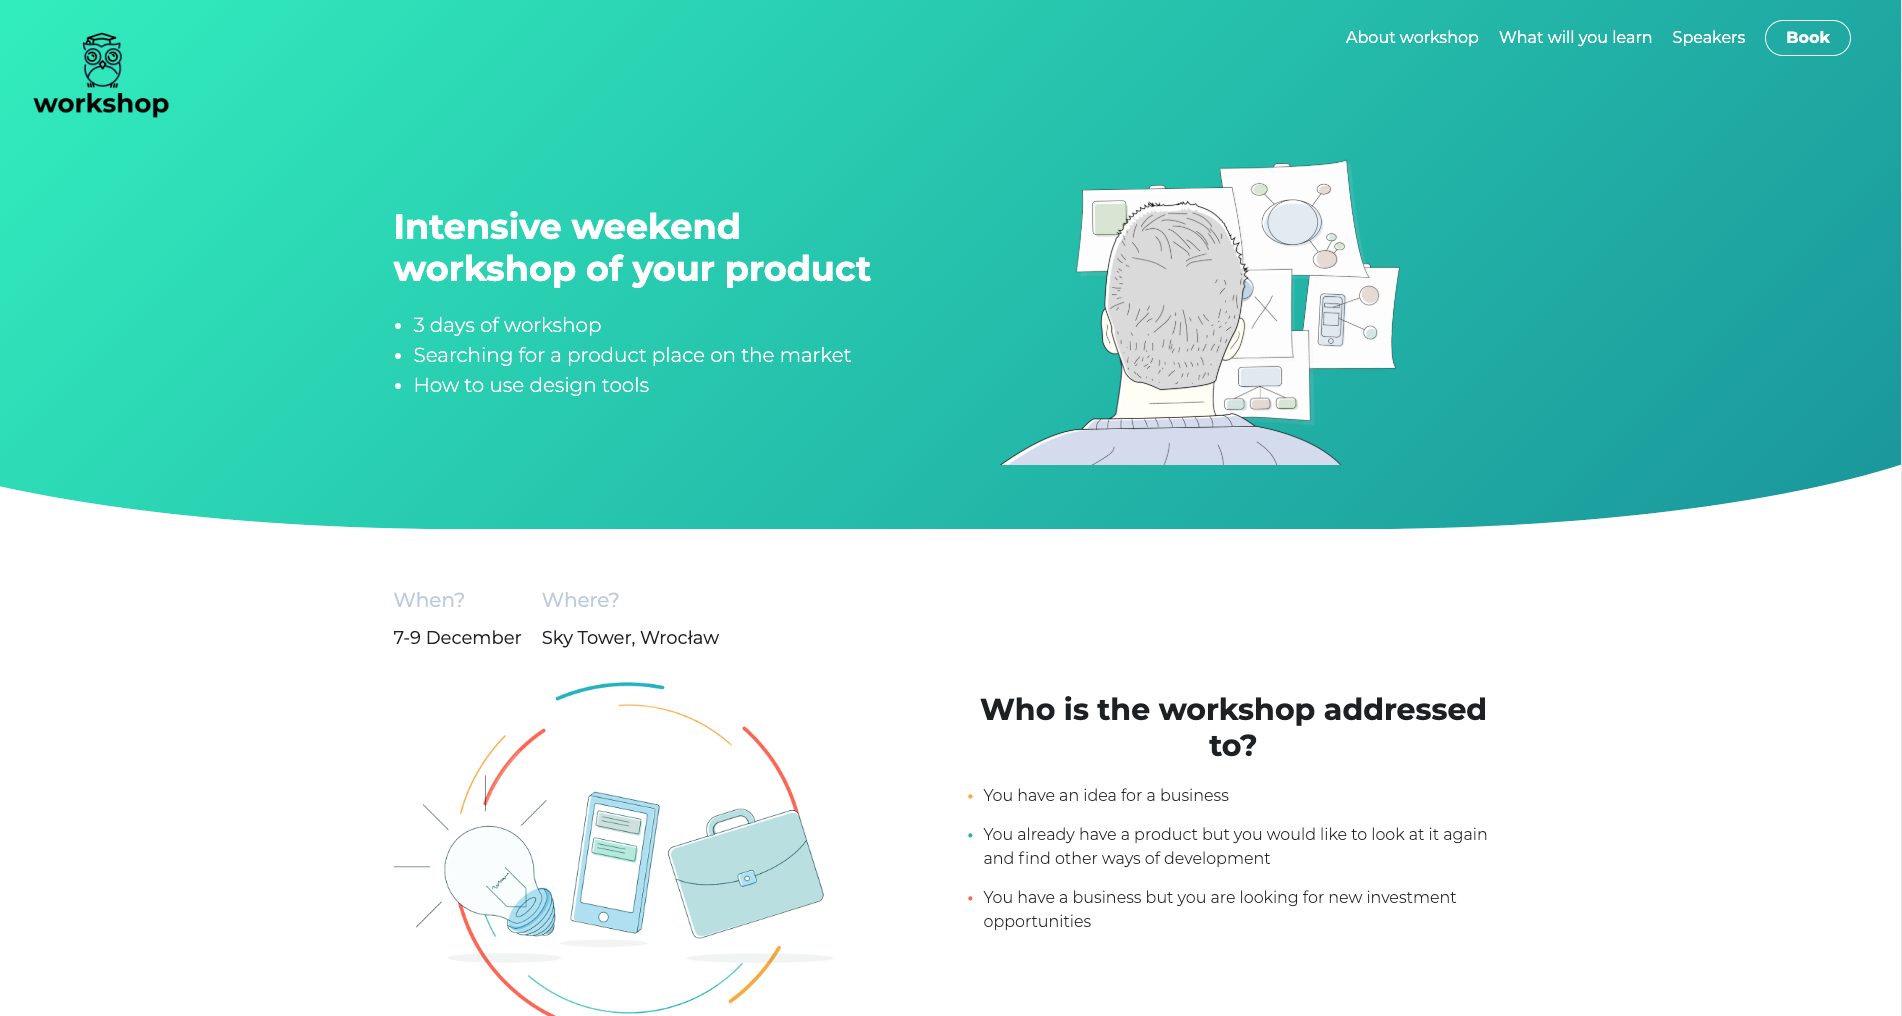 workshop
About workshop What will you learn Speakers Book
Intensive weekend
workshop of your product
3 days of workshop
Searching for a product place on the market
How to use design tools
When? Where?
7-9 December Sky Tower, Wrocław
Who is the workshop addressed
to?
You have an idea for a business
You already have a product but you would like to look at it again
and find other ways of development
You have a business but you are looking for new investment
opportunities